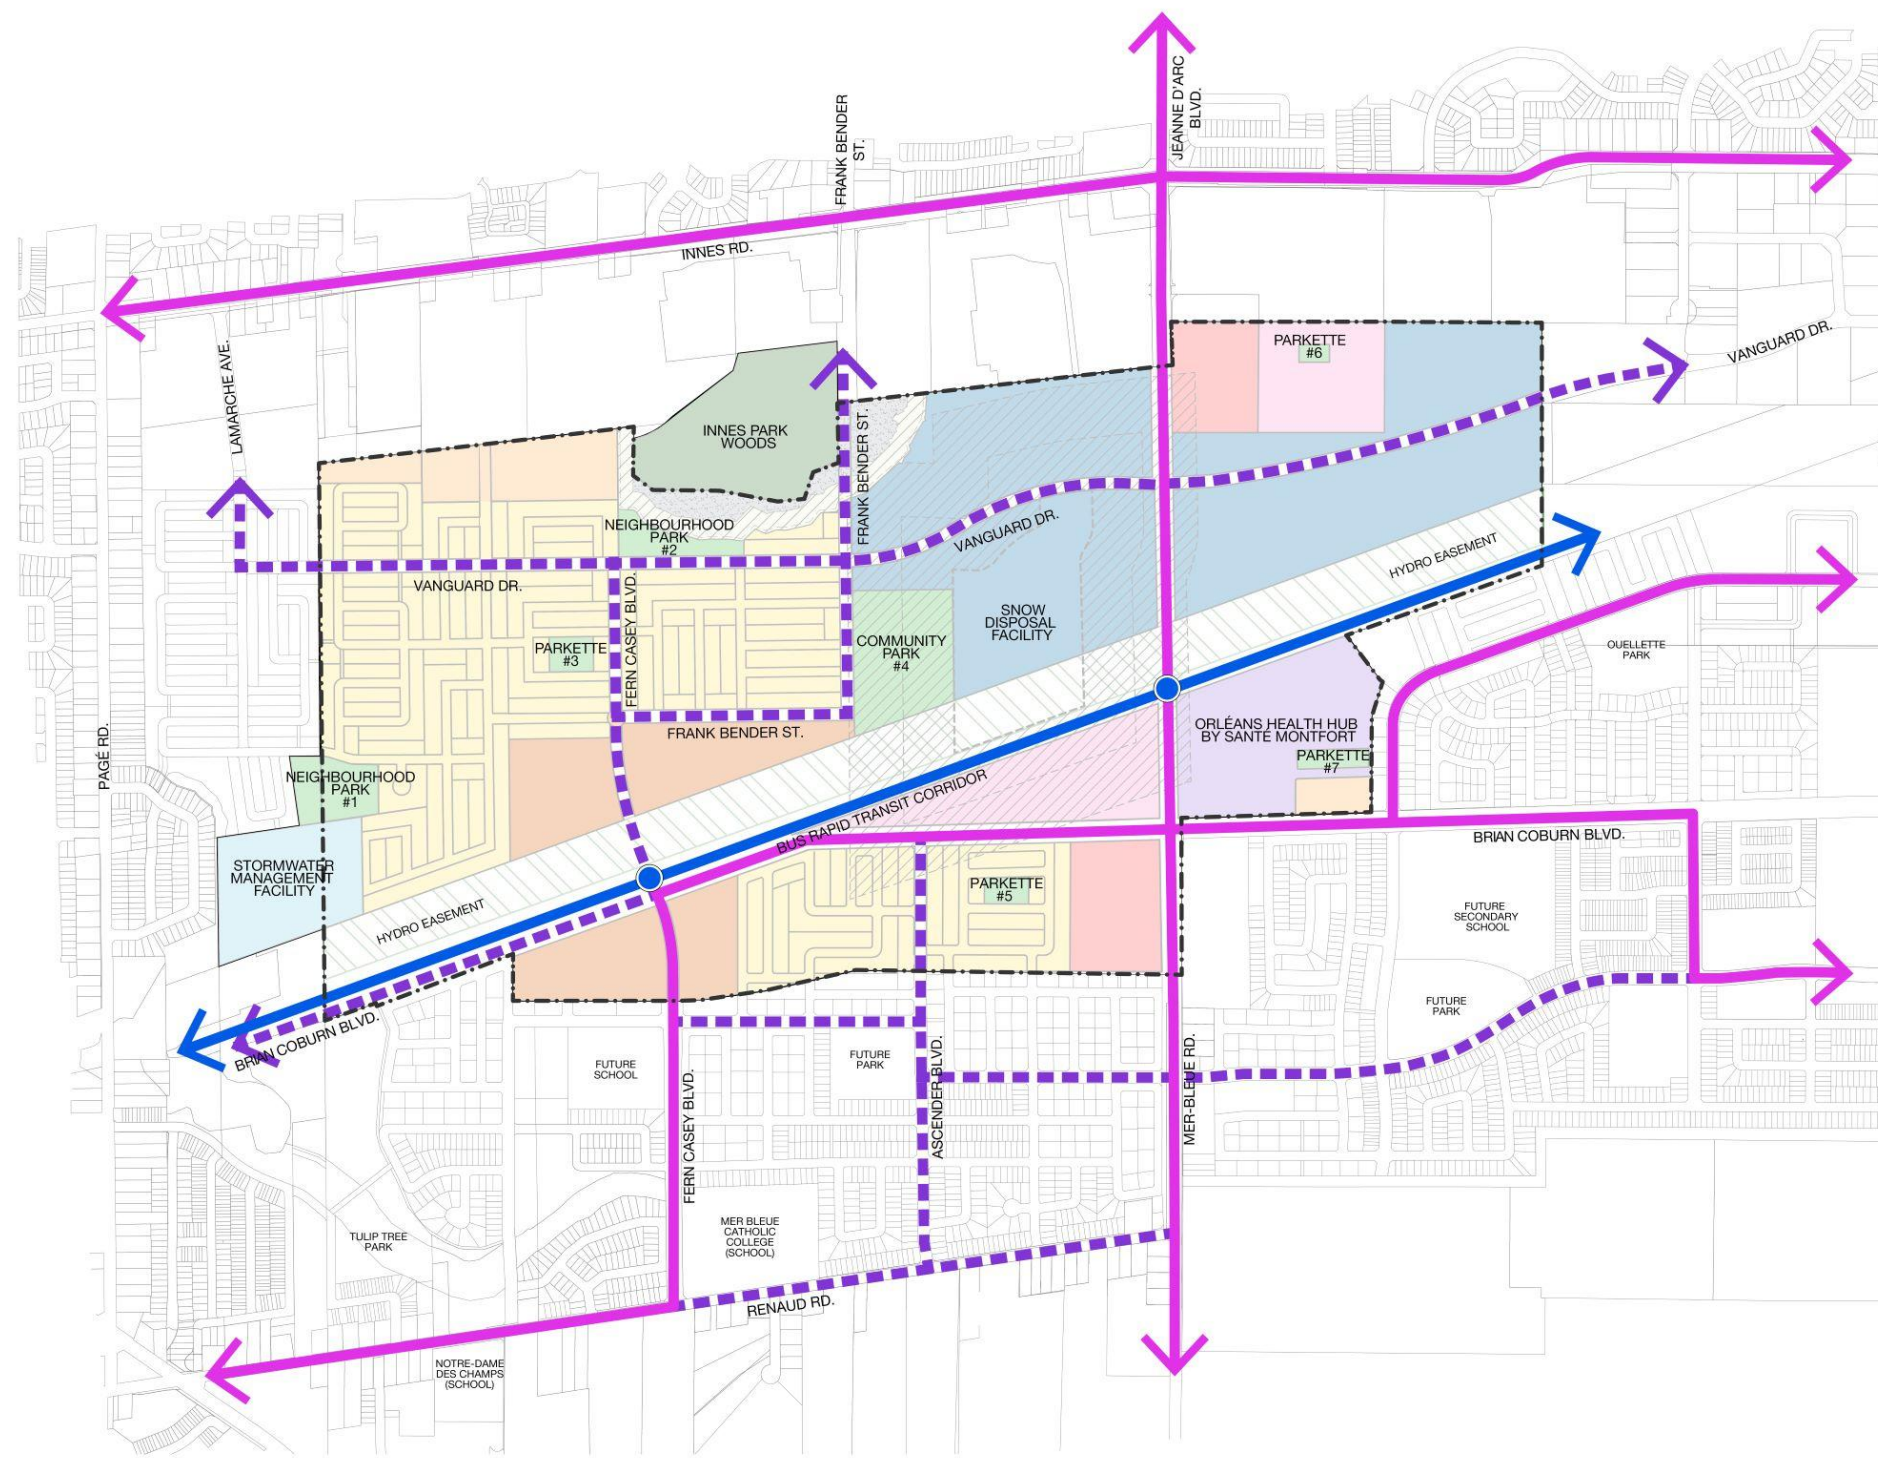 JEANNE D'ARC
BLVD.
FRANK BENDER
ST.
INNES RD.
LAMARCHE AVE.
VANGUARD DR.
PARKETTE
#6
INNES PARK
WOODS
FRANK BENDER ST.
NEIGHBOURHOOD
PARK
#2
VANGUARD DR.
HYDRO EASEMENT
VANGUARD DR.
FERN CASEY BLVD.
SNOW
DISPOSAL
FACILITY
COMMUNITY
PARK
#4
PARKETTE
#3
OUELLETTE
PARK
FRANK BENDER ST.
ORLÉANS HEALTH HUB
BY SANTÉ MONTFORT
PARKETTE
#7
PAGÉ RD.
NEIGHBOURHOOD
PARK
#1
BUS RAPID TRANSIT CORRIDOR
BRIAN COBURN BLVD.
STORMWATER
MANAGEMENT
FACILITY
PARKETTE
#5
HYDRO EASEMENT
FUTURE
SECONDARY
SCHOOL
FUTURE
PARK
BRIAN COBURN BLVD.
FUTURE
SCHOOL
FUTURE
PARK
FERN CASEY BLVD.
ASCENDER BLVD.
MER-BLEUE RD.
TULIP TREE
PARK
MER BLEUE
CATHOLIC
COLLEGE
(SCHOOL)
RENAUD RD.
NOTRE-DAME
DES CHAMPS
(SCHOOL)